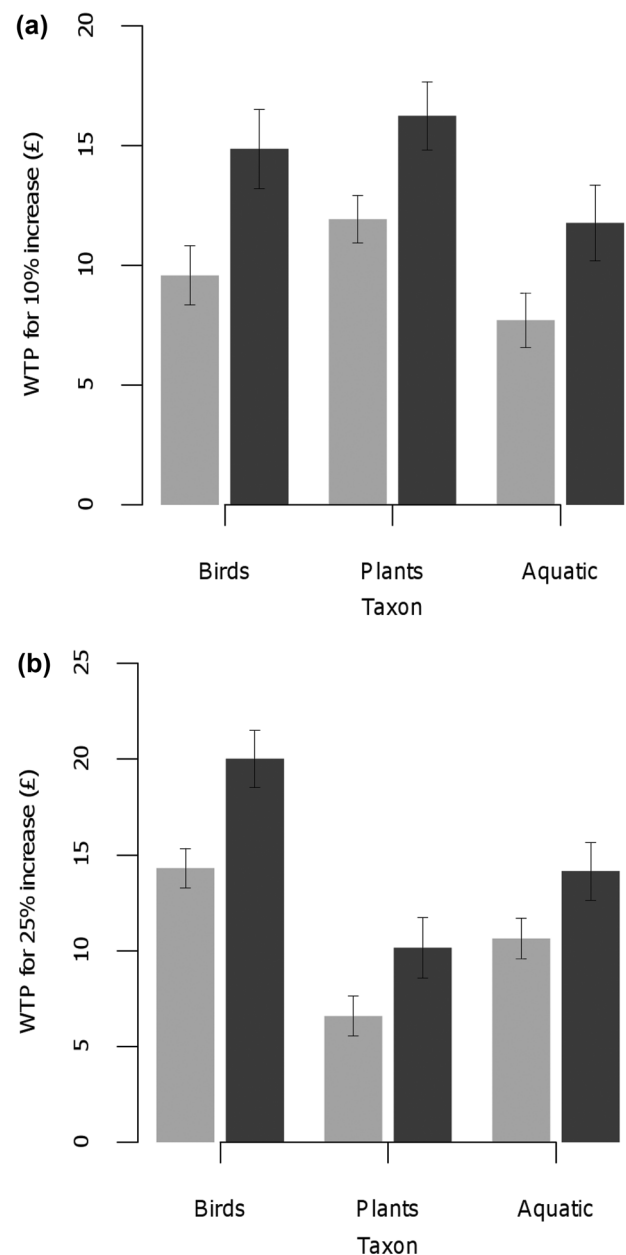 (a)
WTP for 10% increase (£)
20
15
10
5
0
Birds Plants Aquatic
Taxon
(b)
WTP for 25% increase (£)
25
20
15
10
5
0
Birds Plants Aquatic
Taxon